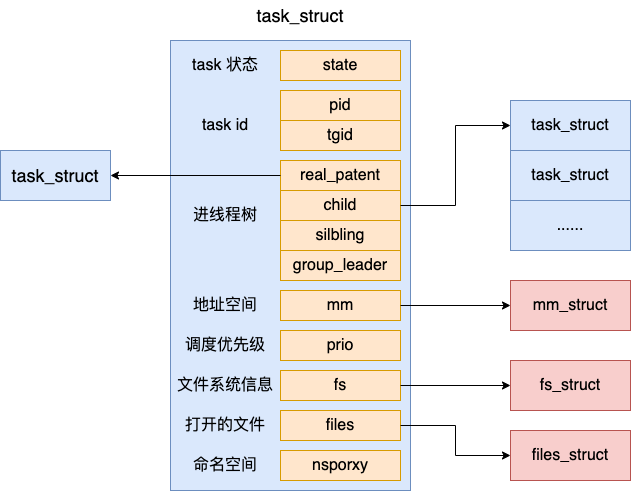 task_struct
task 状态
state
task id
pid
tgid
进线程树
real_patent
child
silbling
group_leader
地址空间
mm
调度优先级
prio
文件系统信息
fs
打开的文件
files
命名空间
nsporxy
task_struct
task_struct
task_struct
......
mm_struct
fs_struct
files_struct